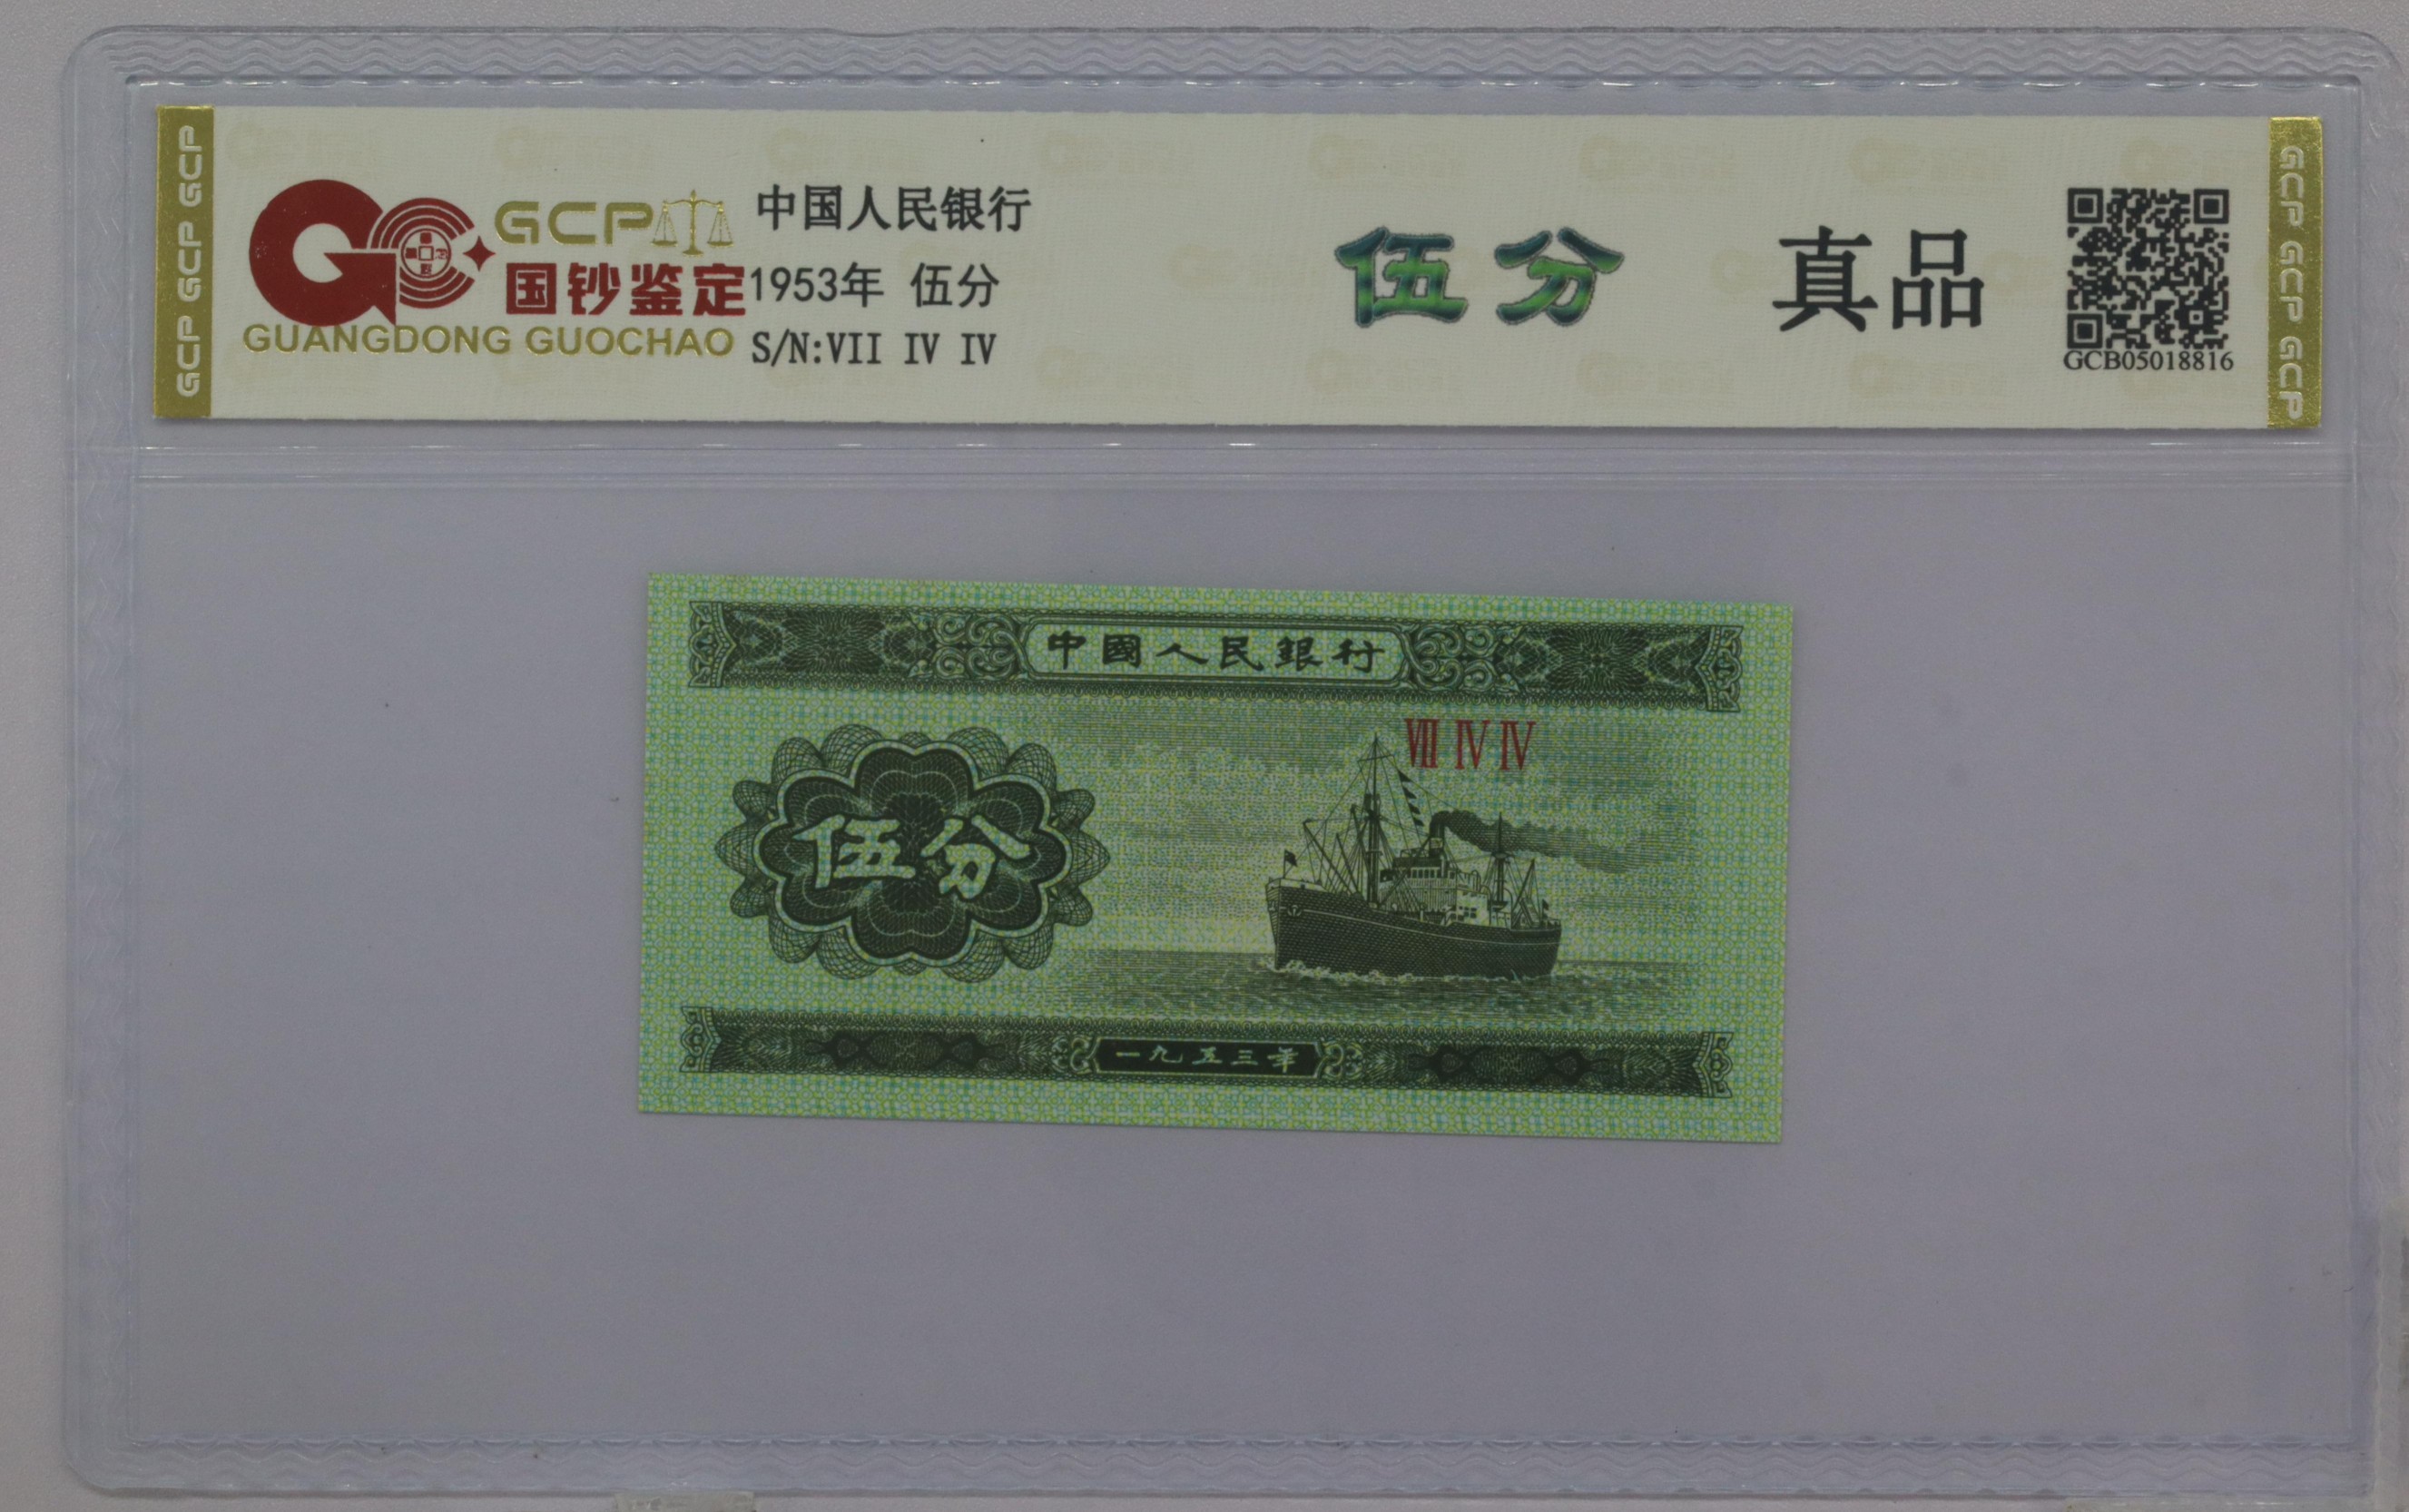 GCP GCP GCP
GCP
国钞鉴定
GUANGDONG GUOCHAO
中国人民银行
1953年 伍分
S/N:VII IV IV
伍分
真品
GCB05018816
GCP GCP GCP
中國人民銀行
VII IV IV
伍分
一九五三年